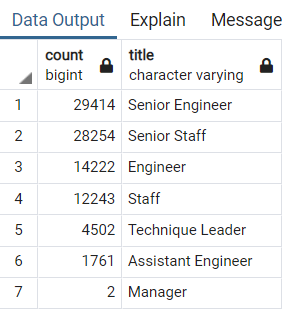 Data Output Explain Message
count title
bigint character varying
1 29414 Senior Engineer
2 28254 Senior Staff
3 14222 Engineer
4 12243 Staff
5 4502 Technique Leader
6 1761 Assistant Engineer
7 2 Manager